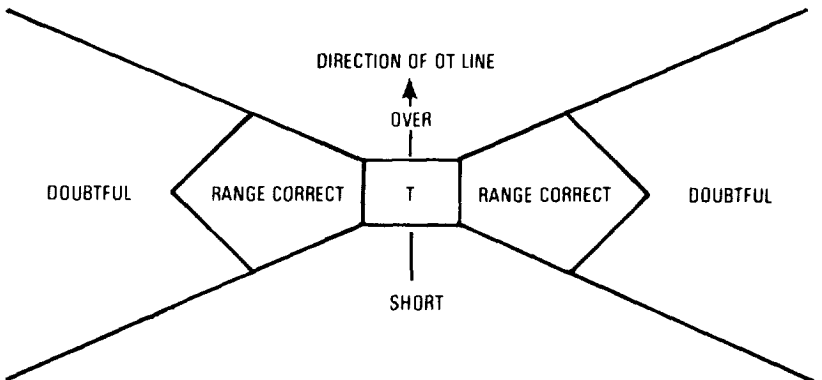 DIRECTION OF OT LINE
OVER
DOUBTFUL
RANGE CORRECT
T
RANGE CORRECT
DOUBTFUL
SHORT